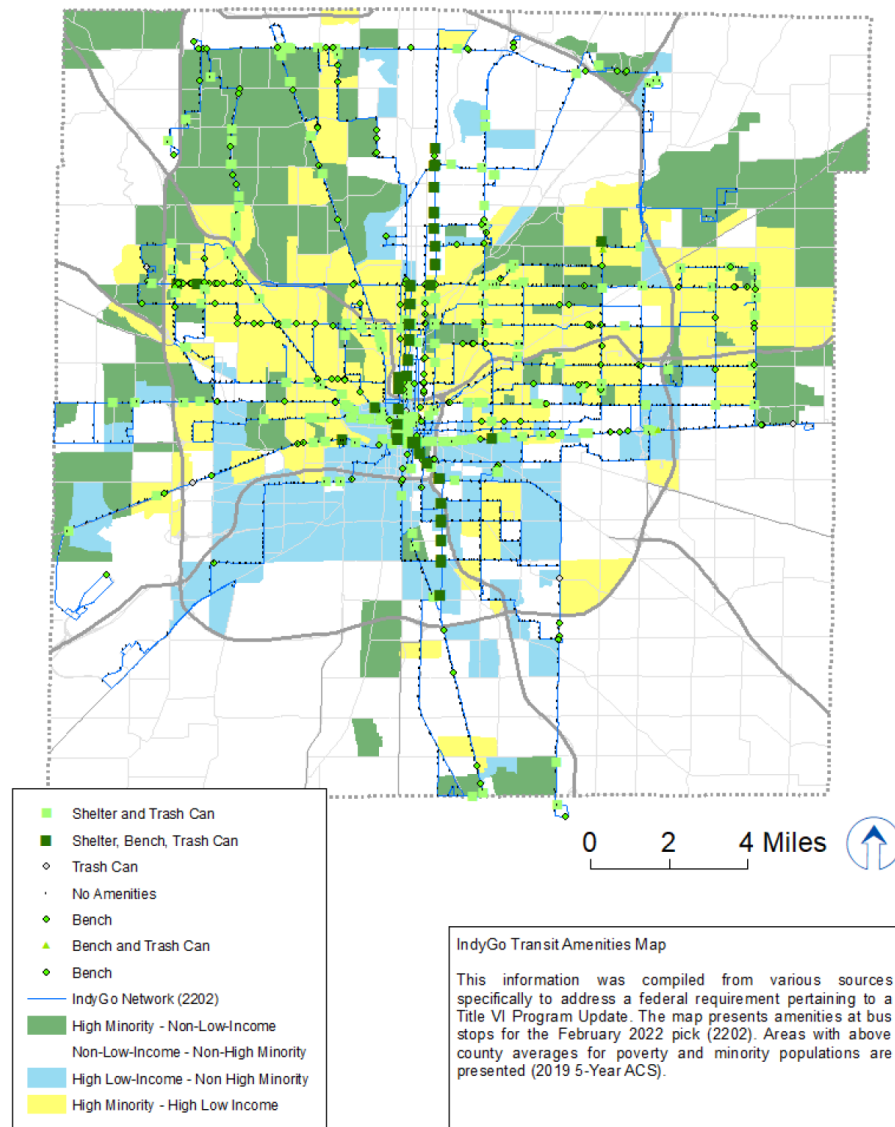 Shelter and Trash Can
Shelter, Bench, Trash Can
Trash Can
No Amenities
Bench
Bench and Trash Can
Bench
IndyGo Network (2202)
High Minority - Non-Low-Income
Non-Low-Income - Non-High Minority
High Low-Income - Non High Minority
High Minority - High Low Income
0 2 4 Miles
IndyGo Transit Amenities Map
This information was compiled from various sources
specifically to address a federal requirement pertaining to a
Title VI Program Update. The map presents amenities at bus
stops for the February 2022 pick (2202). Areas with above
county averages for poverty and minority populations are
presented (2019 5-Year ACS).